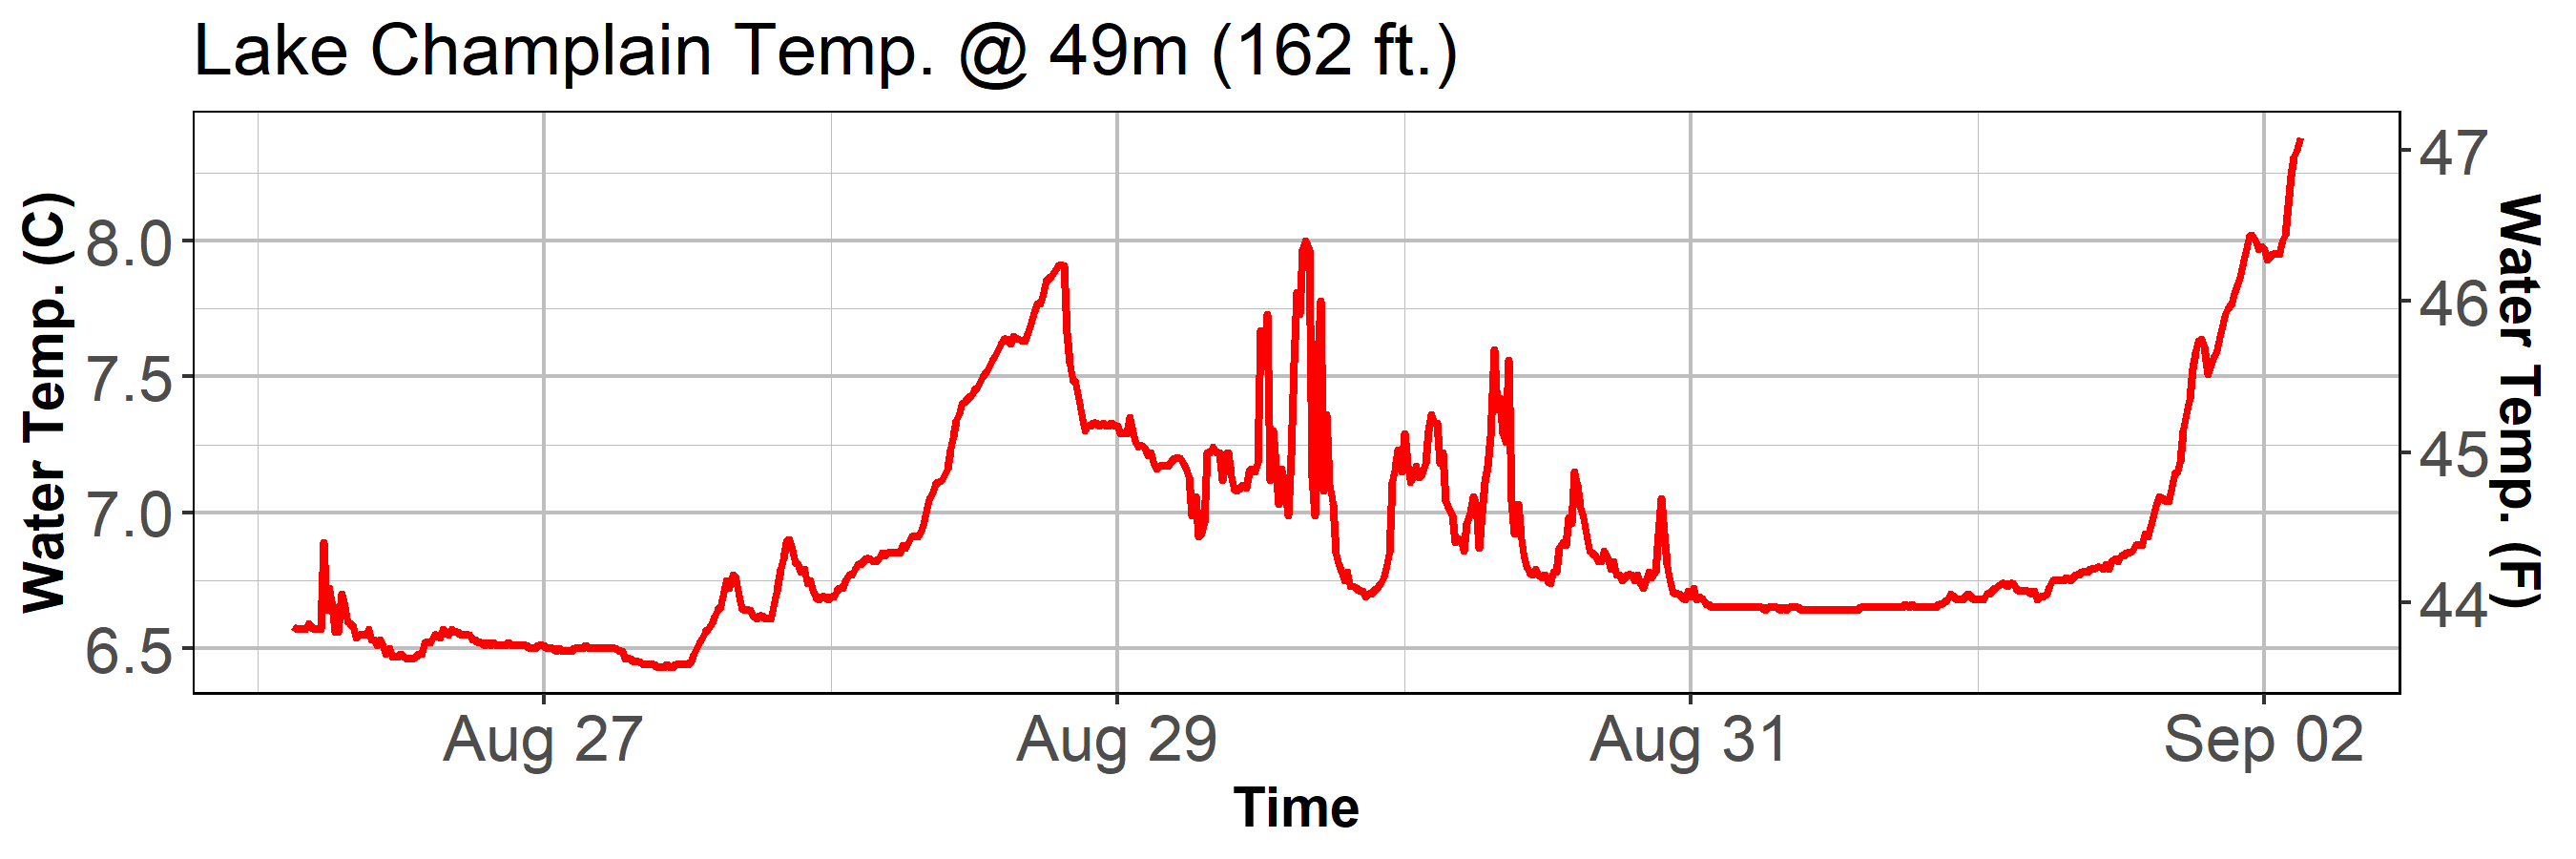 Lake Champlain Temp. @ 49m (162 ft.)
Water Temp. (C)
8.0
7.5
7.0
6.5
47
46
45
44
Water Temp. (F)
Aug 27 Aug 29 Aug 31 Sep 02
Time